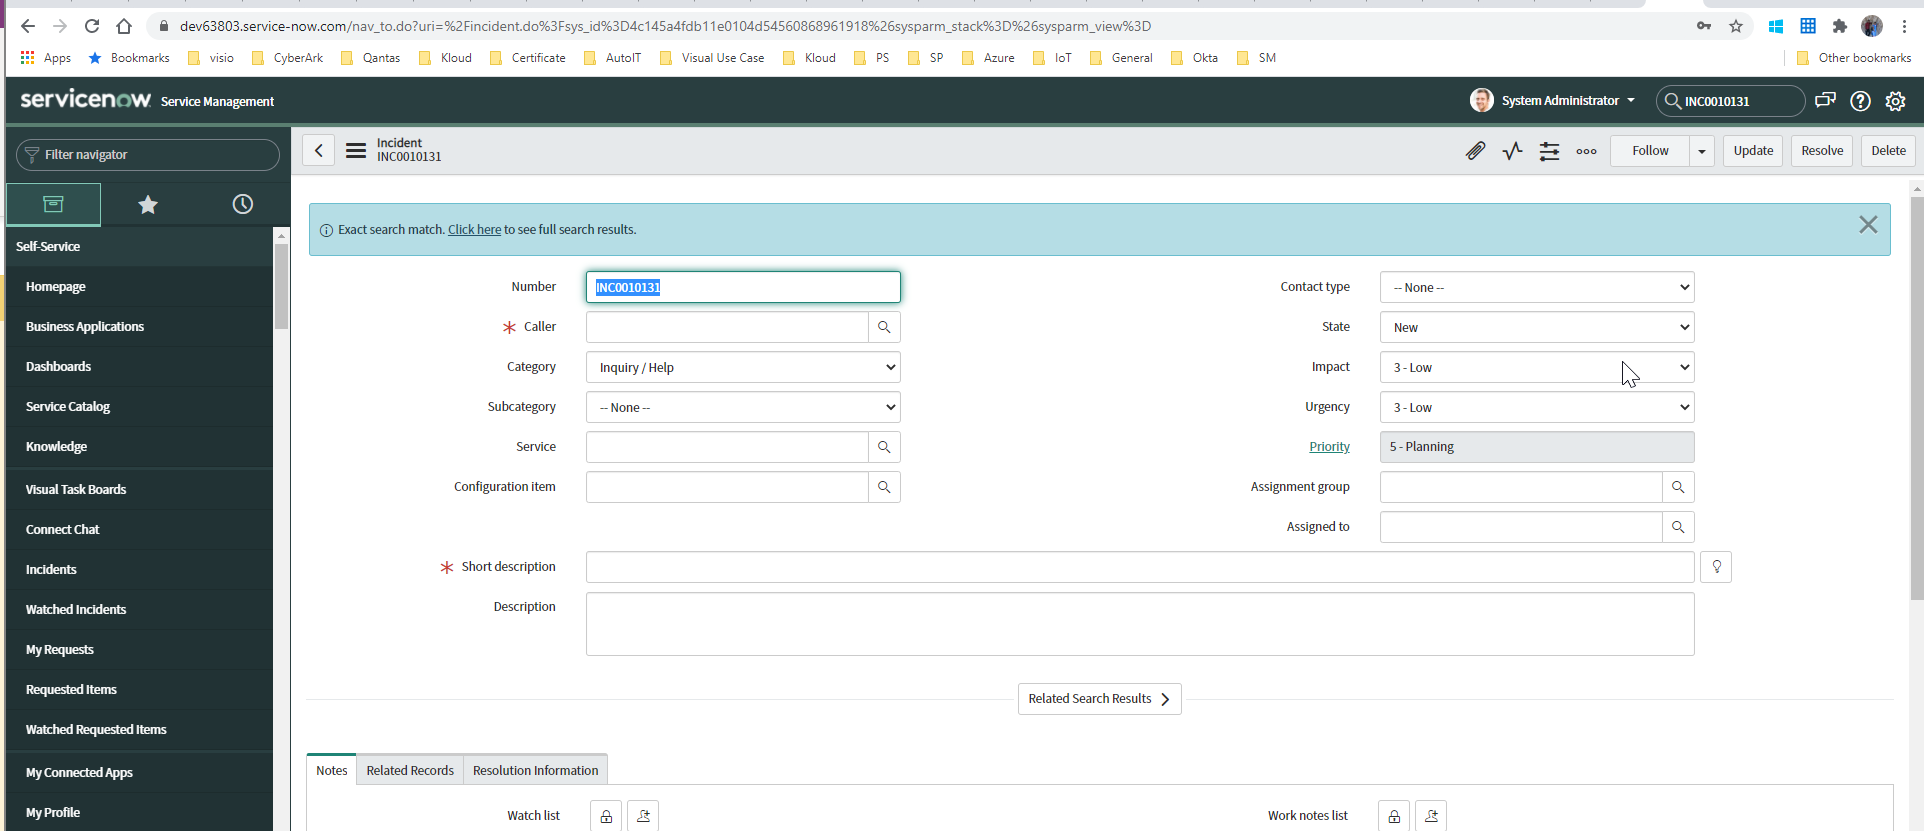 dev63803.service-now.com/nav_to.do?uri=%2Fincident.do%3Fsys_id%3D4c145a4fdb11e0104d54560868961918%26sysparm_stack%3D%26sysparm_view%3D
Apps Bookmarks visio CyberArk Qantas Kloud Certificate AutoIT Visual Use Case Kloud PS SP Azure IoT General Okta SM Other bookmarks
servicenow Service Management System Administrator INC0010131
Filter navigator
Incident
INC0010131
Follow Update Resolve Delete
Self-Service
Homepage
Business Applications
Dashboards
Service Catalog
Knowledge
Visual Task Boards
Connect Chat
Incidents
Watched Incidents
My Requests
Requested Items
Watched Requested Items
My Connected Apps
My Profile
Exact search match. Click here to see full search results.
Number INC0010131
Caller
Category Inquiry / Help
Subcategory -- None --
Service
Configuration item
Contact type -- None --
State New
Impact 3 - Low
Urgency 3 - Low
Priority 5 - Planning
Assignment group
Assigned to
Short description
Description
Related Search Results
Notes Related Records Resolution Information
Watch list Work notes list